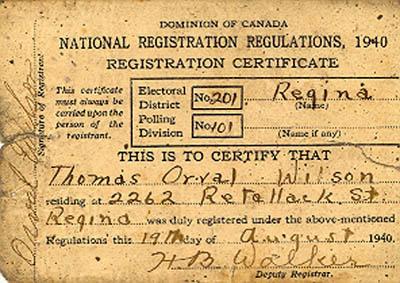 DOMINION OF CANADA
NATIONAL REGISTRATION REGULATIONS, 1940
REGISTRATION CERTIFICATE
This certificate
must always be
carried upon the
person of the
registrant.
Electoral
District
No. 201
Regina
(Name)
Polling
Division
No. 101
(Name if any)
THIS IS TO CERTIFY THAT
Thomas Orval Wilson
residing at 2262 Retallack St.
Regina was duly registered under the above-mentioned
Regulations this 19th day of August 1940.
H B Walker
Deputy Registrar.
Signature of Registrant